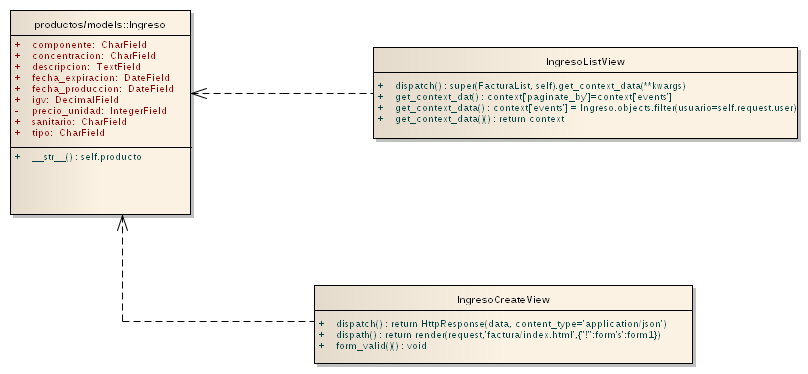 productos/models::Ingreso
+ componente: CharField
+ concentracion: CharField
+ descripcion: TextField
+ fecha_expiracion: DateField
+ fecha_produccion: DateField
+ igv: DecimalField
- precio_unidad: IntegerField
+ sanitario: CharField
+ tipo: CharField
+ __str__() : self.producto
IngresoListView
+ dispatch() : super(FacturaList, self).get_context_data(**kwargs)
+ get_context_dat() : context['paginate_by']=context['events']
+ get_context_data() : context['events'] = Ingreso.objects.filter(usuario=self.request.user)
+ get_context_data()() : return context
IngresoCreateView
+ dispatch() : return HttpResponse(data, content_type='application/json')
+ dispath() : return render(request,'factura/index.html',{"!":form's':form1})
+ form_valid()() : void